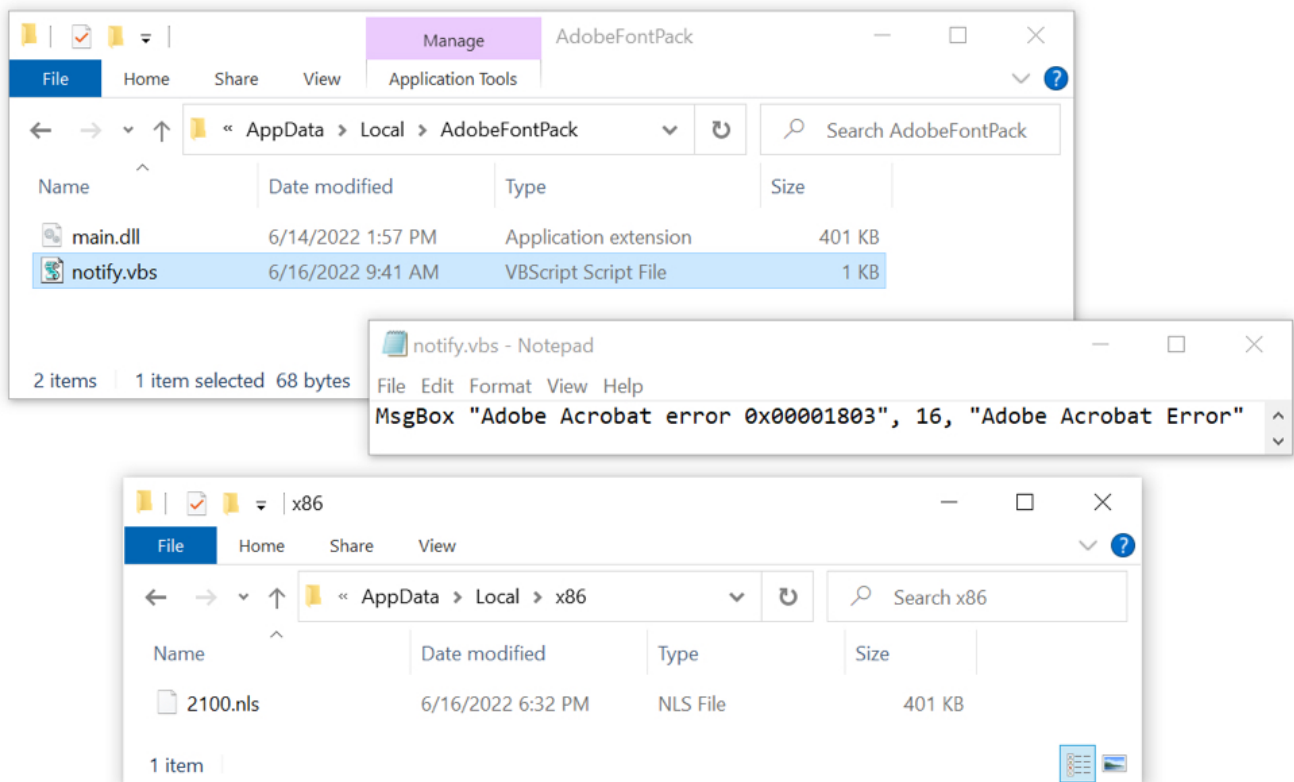 Manage AdobeFontPack
File Home Share View Application Tools
« AppData > Local > AdobeFontPack Search AdobeFontPack
Name Date modified Type Size
main.dll 6/14/2022 1:57 PM Application extension 401 KB
notify.vbs 6/16/2022 9:41 AM VBScript Script File 1 KB
2 items 1 item selected 68 bytes
notify.vbs - Notepad
File Edit Format View Help
MsgBox "Adobe Acrobat error 0x00001803", 16, "Adobe Acrobat Error"
x86
File Home Share View
« AppData > Local > x86 Search x86
Name Date modified Type Size
2100.nls 6/16/2022 6:32 PM NLS File 401 KB
1 item